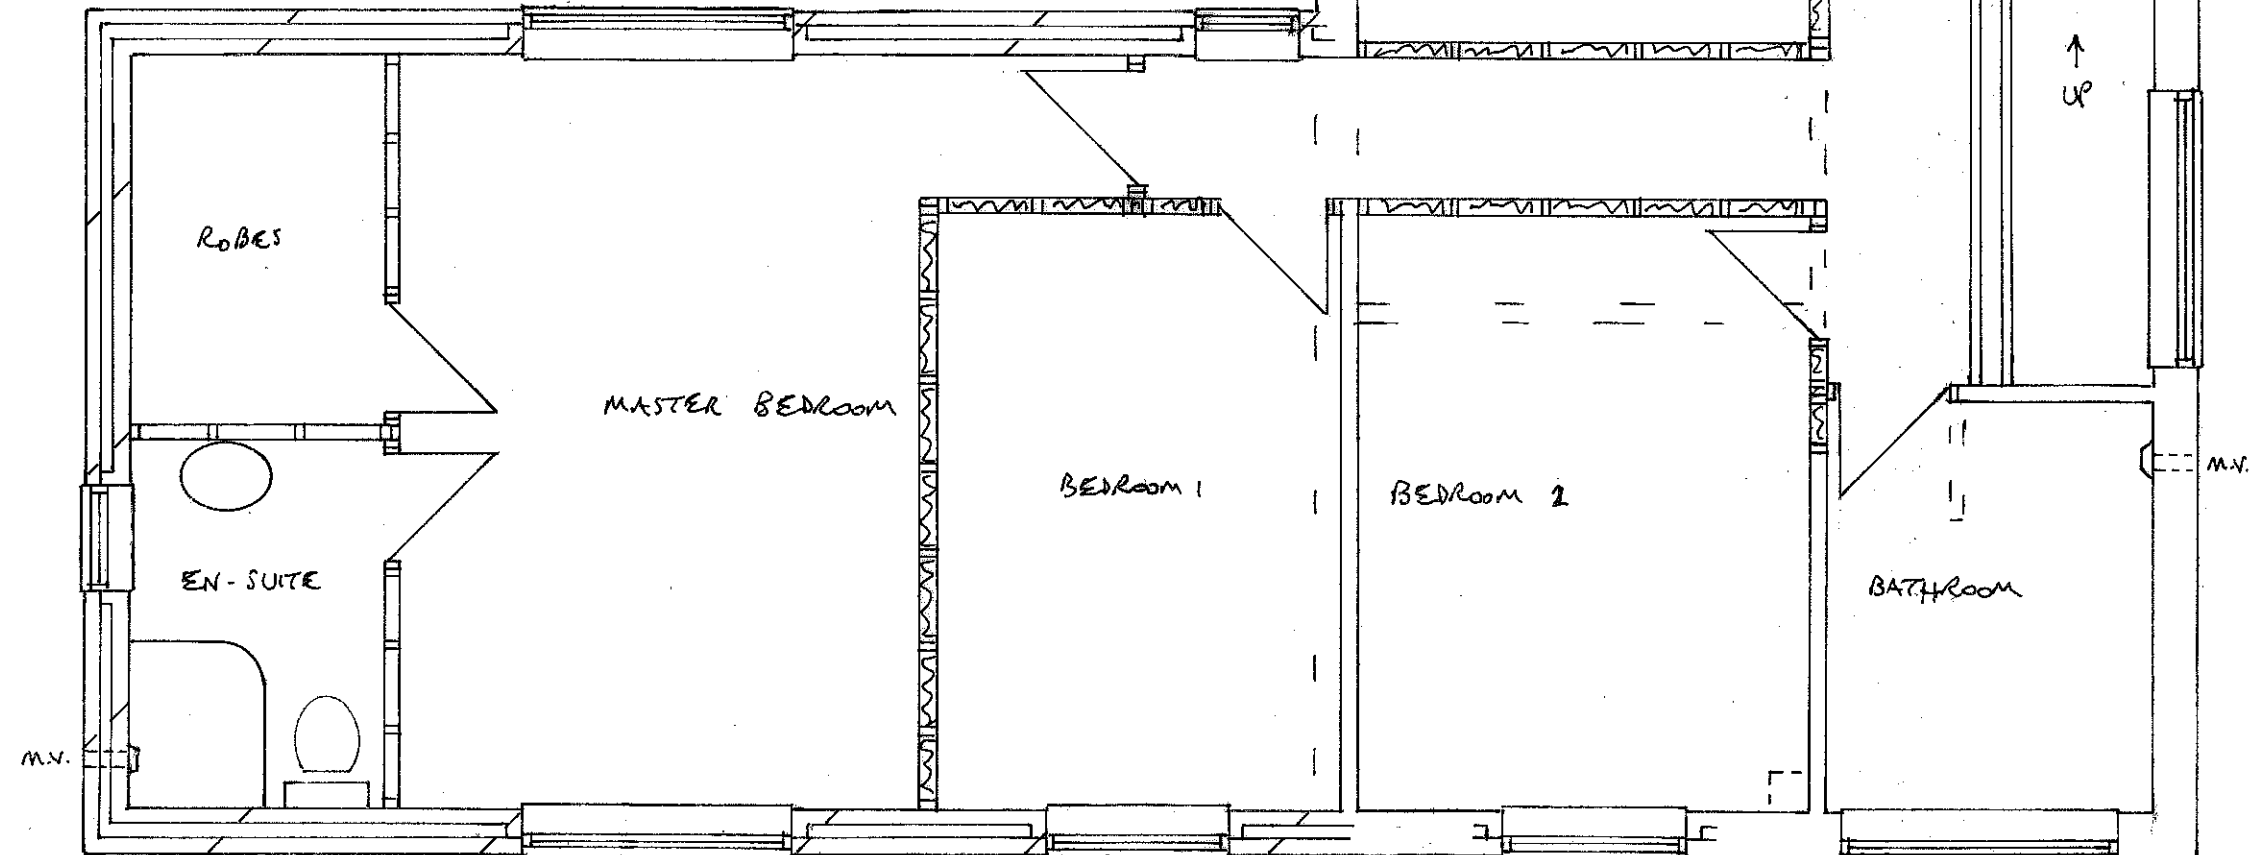 ↑
UP
ROBES
MASTER BEDROOM
BEDROOM 1
BEDROOM 2
M.V.
EN-SUITE
BATHROOM
M.V.